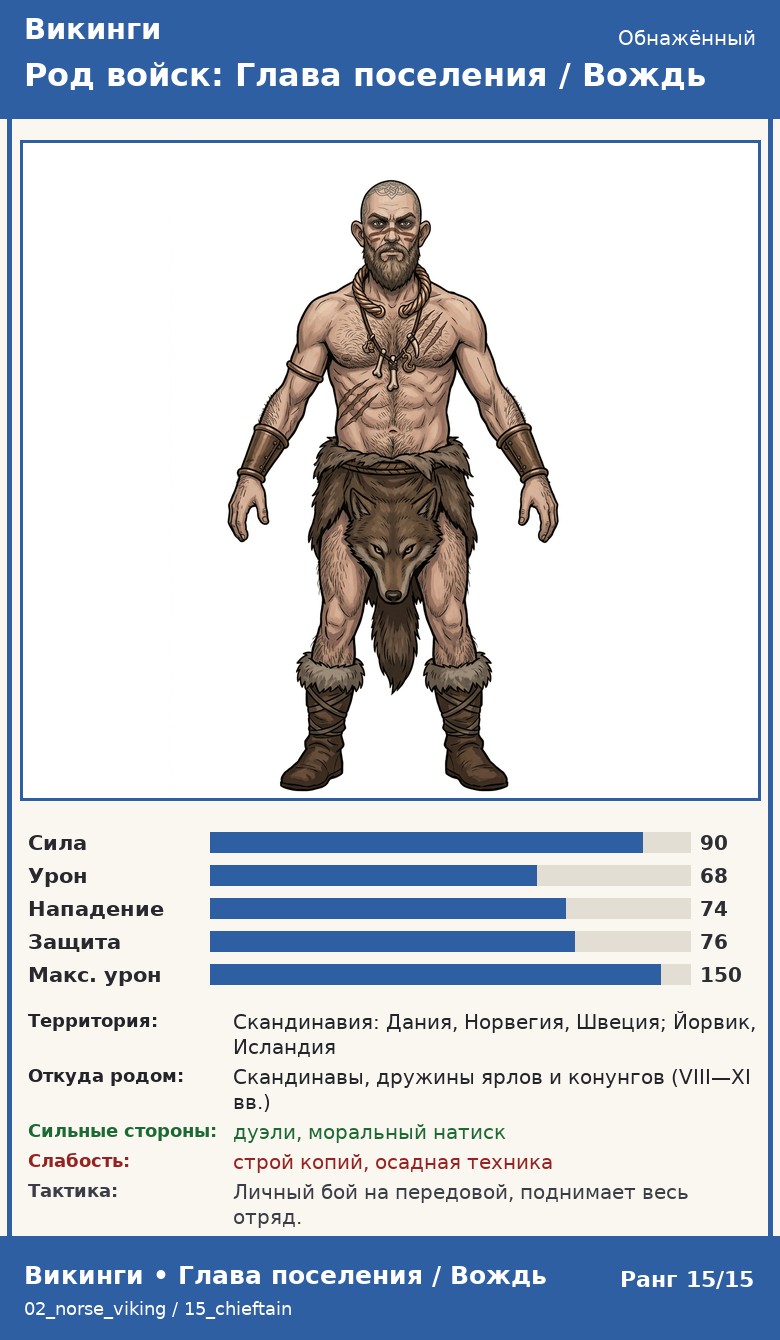 Викинги
Обнажённый
Род войск: Глава поселения / Вождь
Сила 90
Урон 68
Нападение 74
Защита 76
Макс. урон 150
Территория: Скандинавия: Дания, Норвегия, Швеция; Йорвик,
Исландия
Откуда родом: Скандинавы, дружины ярлов и конунгов (VIII—XI
вв.)
Сильные стороны: дуэли, моральный натиск
Слабость: строй копий, осадная техника
Тактика: Личный бой на передовой, поднимает весь
отряд.
Викинги • Глава поселения / Вождь
Ранг 15/15
02_norse_viking / 15_chieftain